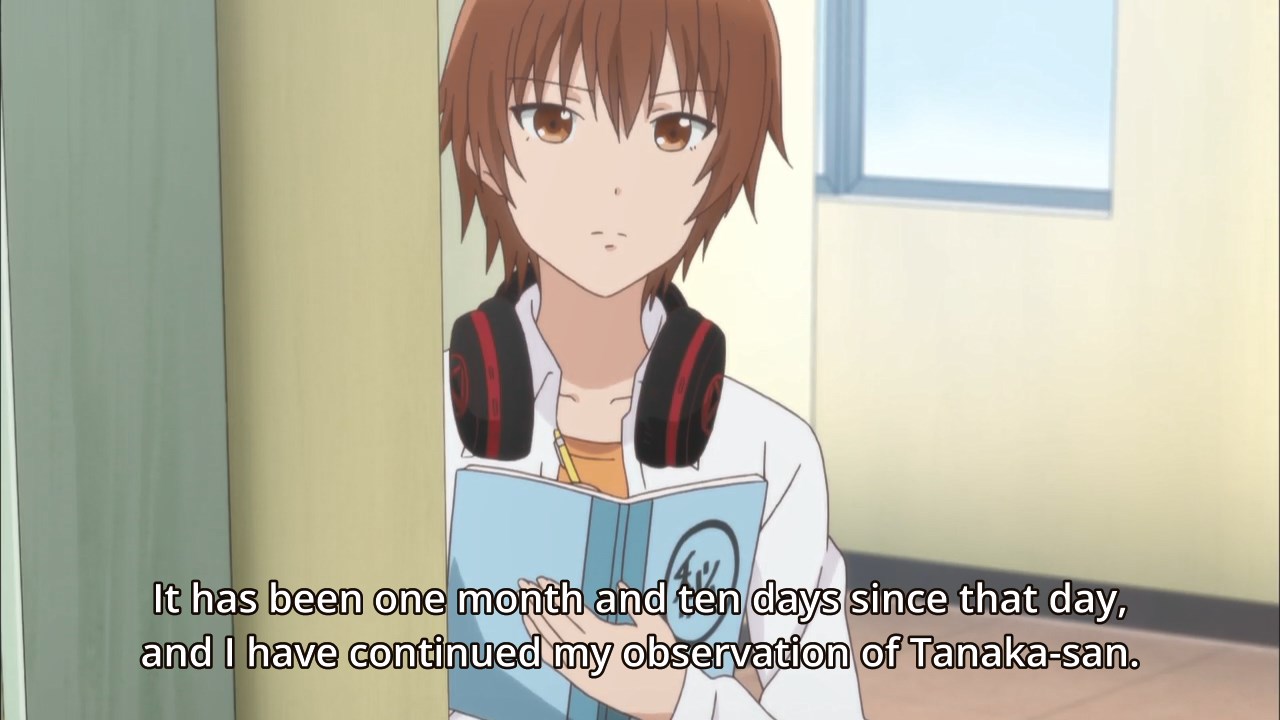 ㊙
It has been one month and ten days since that day,
and I have continued my observation of Tanaka-san.